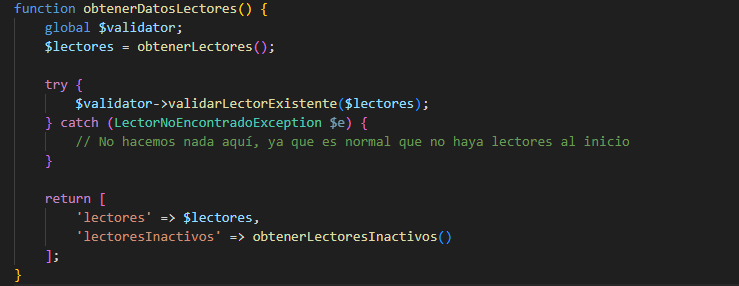 function obtenerDatosLectores() {
    global $validator;
    $lectores = obtenerLectores();

    try {
        $validator->validarLectorExistente($lectores);
    } catch (LectorNoEncontradoException $e) {
        // No hacemos nada aquí, ya que es normal que no haya lectores al inicio
    }

    return [
        'lectores' => $lectores,
        'lectoresInactivos' => obtenerLectoresInactivos()
    ];
}